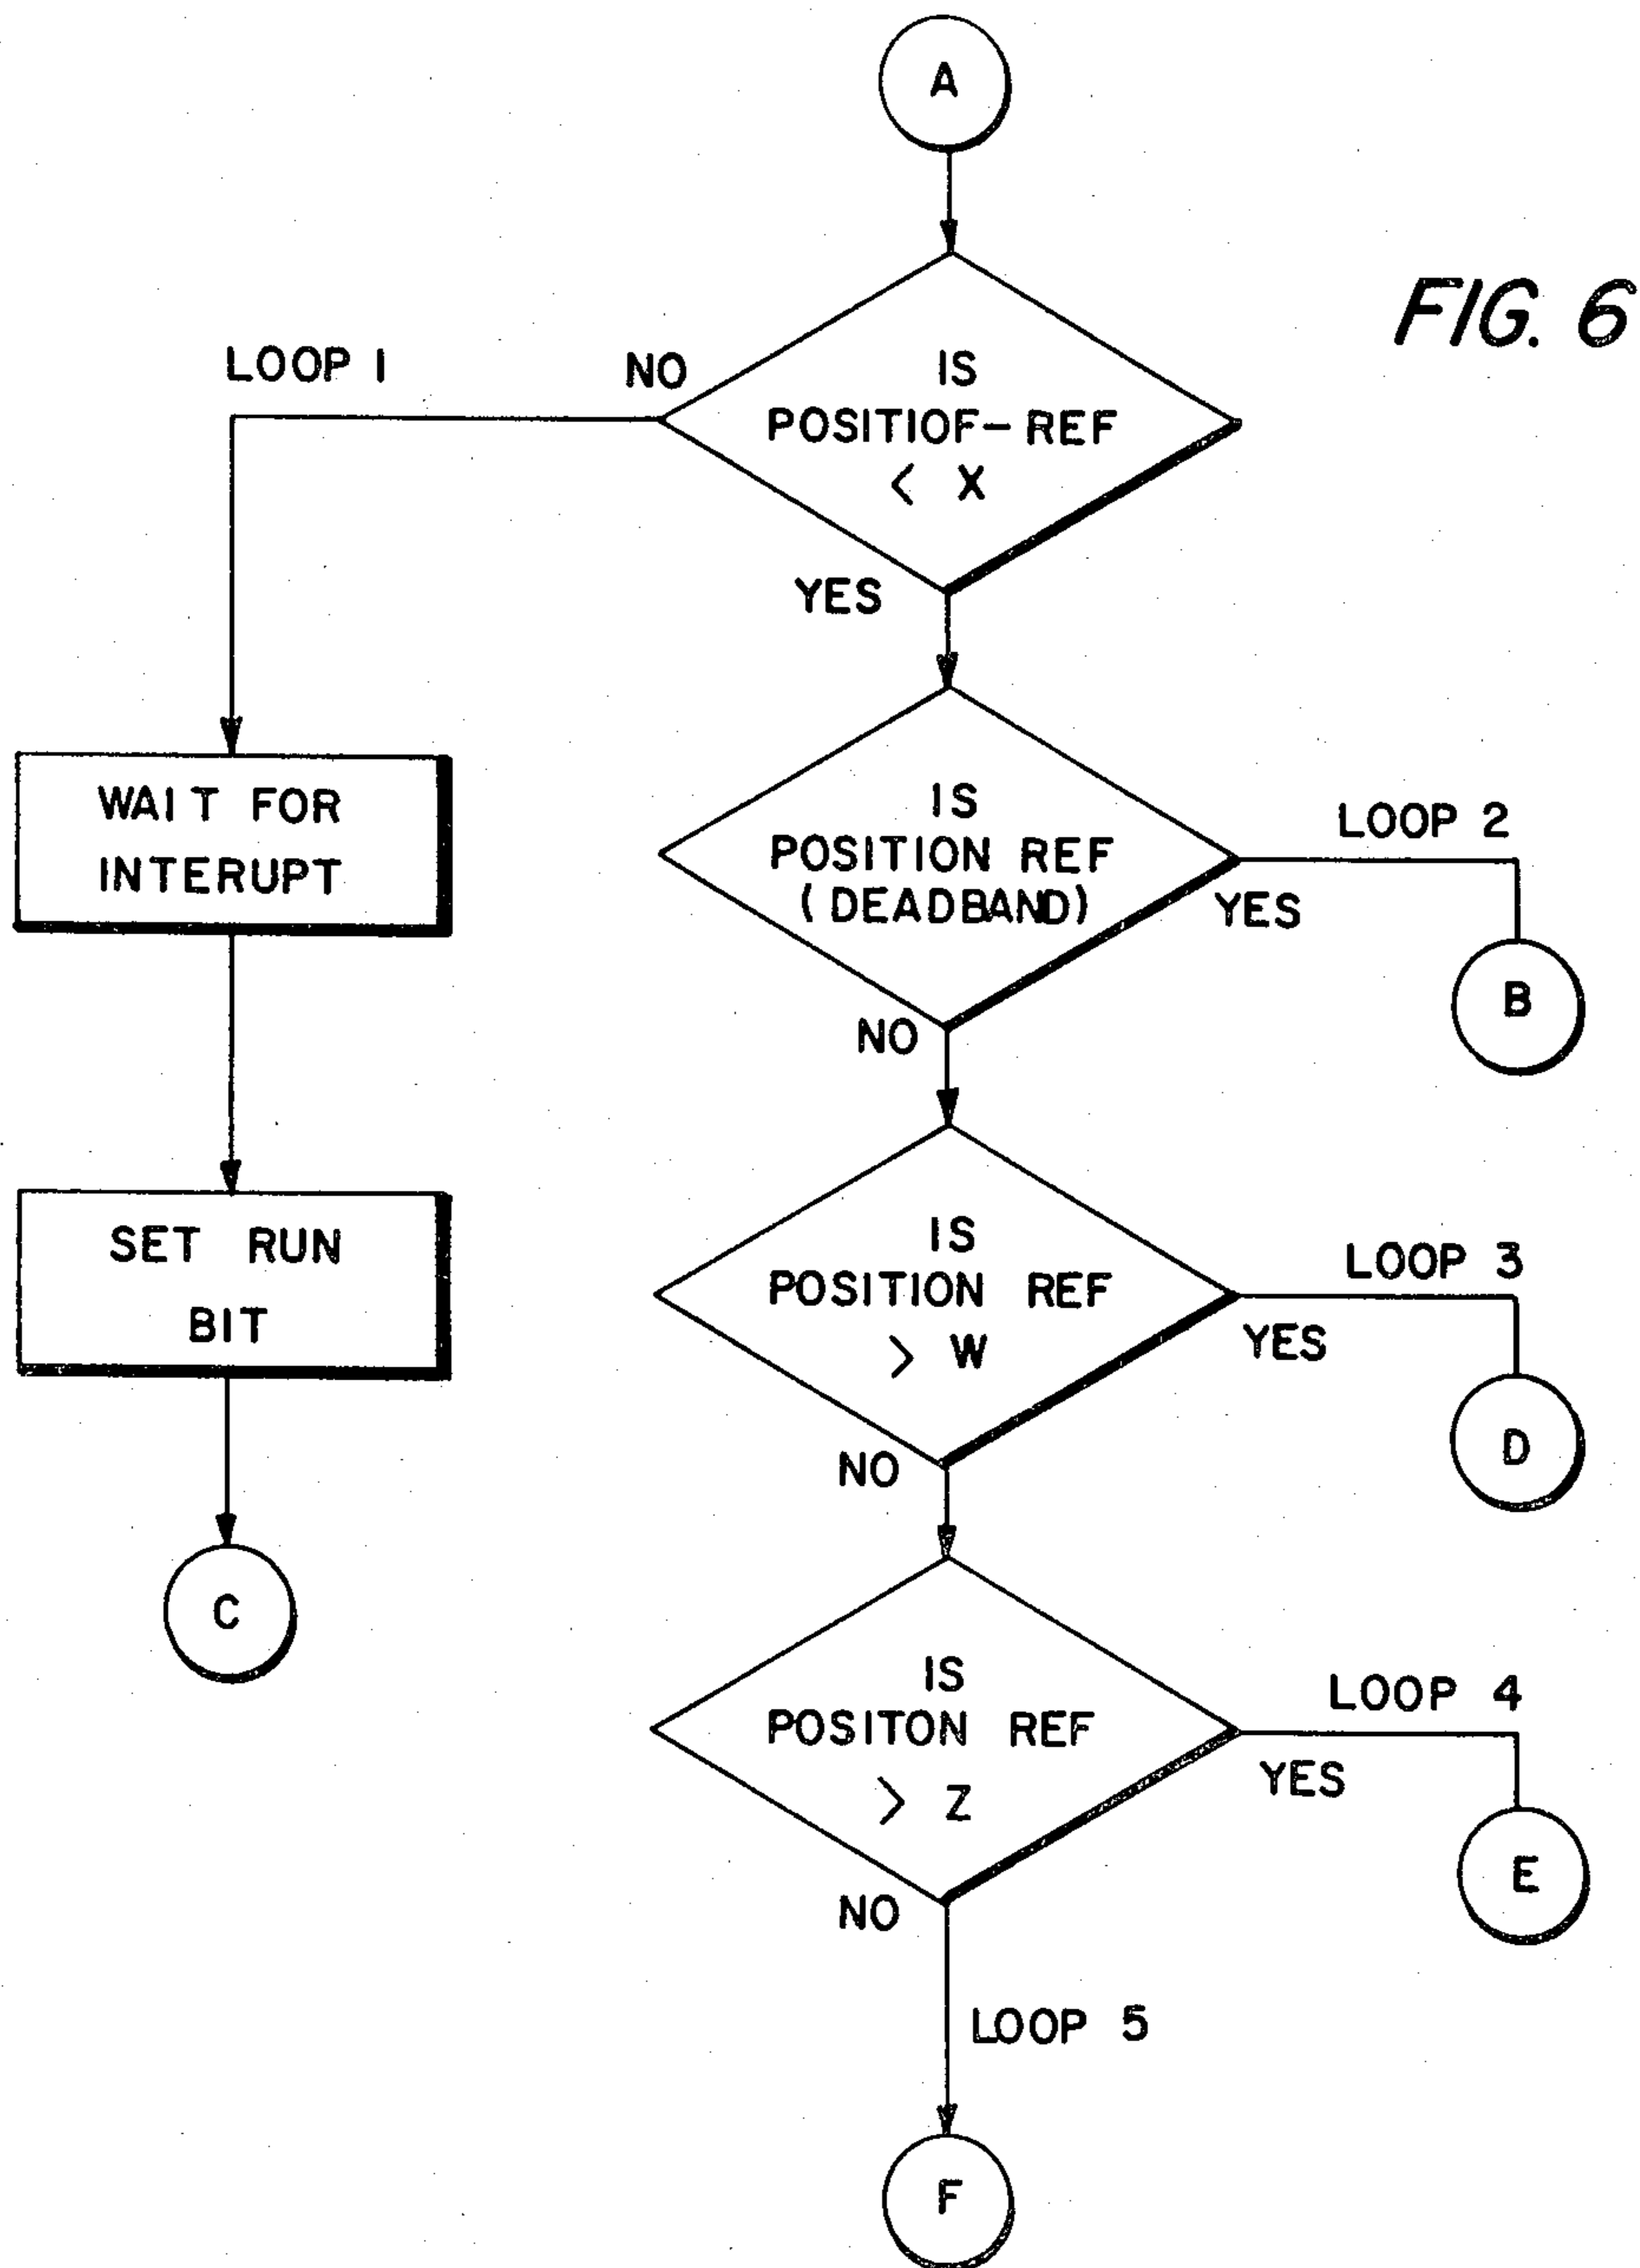 A
FIG. 6
LOOP 1
NO
IS
POSITIOF-REF
< X
YES
WAIT FOR
INTERUPT
IS
POSITION REF
(DEADBAND)
LOOP 2
YES
B
NO
SET RUN
BIT
IS
POSITION REF
> W
LOOP 3
YES
D
NO
C
IS
POSITON REF
> Z
LOOP 4
YES
E
NO
LOOP 5
F